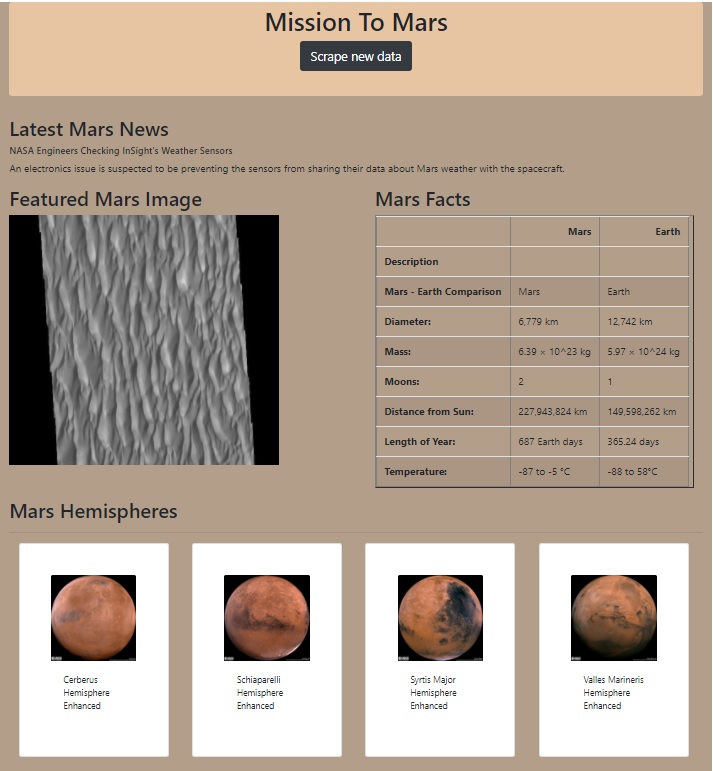 Mission To Mars
Scrape new data
Latest Mars News
NASA Engineers Checking InSight's Weather Sensors
An electronics issue is suspected to be preventing the sensors from sharing their data about Mars weather with the spacecraft.
Featured Mars Image
Mars Facts
Mars Earth
Description
Mars - Earth Comparison Mars Earth
Diameter: 6,779 km 12,742 km
Mass: 6.39 × 10^23 kg 5.97 × 10^24 kg
Moons: 2 1
Distance from Sun: 227,943,824 km 149,598,262 km
Length of Year: 687 Earth days 365.24 days
Temperature: -87 to -5 °C -88 to 58°C
Mars Hemispheres
Cerberus
Hemisphere
Enhanced
Schiaparelli
Hemisphere
Enhanced
Syrtis Major
Hemisphere
Enhanced
Valles Marineris
Hemisphere
Enhanced